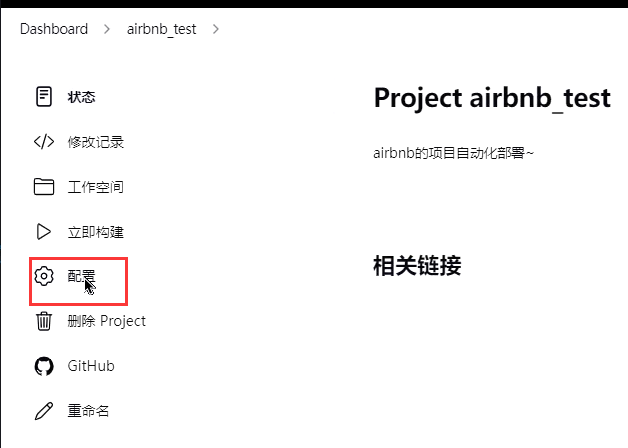 Dashboard > airbnb_test >
状态
修改记录
工作空间
立即构建
配置
删除 Project
GitHub
重命名
Project airbnb_test
airbnb的项目自动化部署~
相关链接